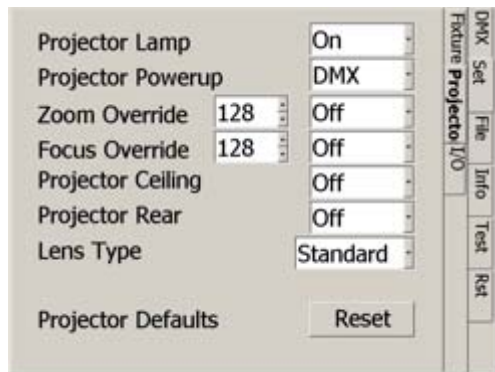 Projector Lamp On
Projector Powerup DMX
Zoom Override 128 Off
Focus Override 128 Off
Projector Ceiling Off
Projector Rear Off
Lens Type Standard
Projector Defaults Reset
Fixture Projecto I/O
DMX Set File Info Test Rst